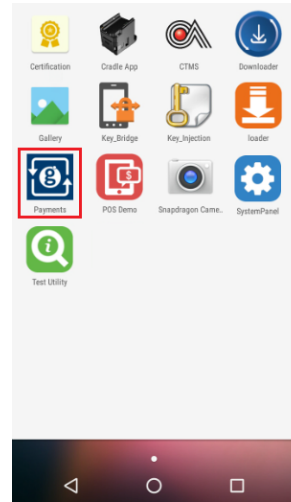 Certification Cradle App CTMS Downloader
Gallery Key_Bridge Key_Injection loader
g
$
Payments POS Demo Snapdragon Came.. SystemPanel
i
Test Utility